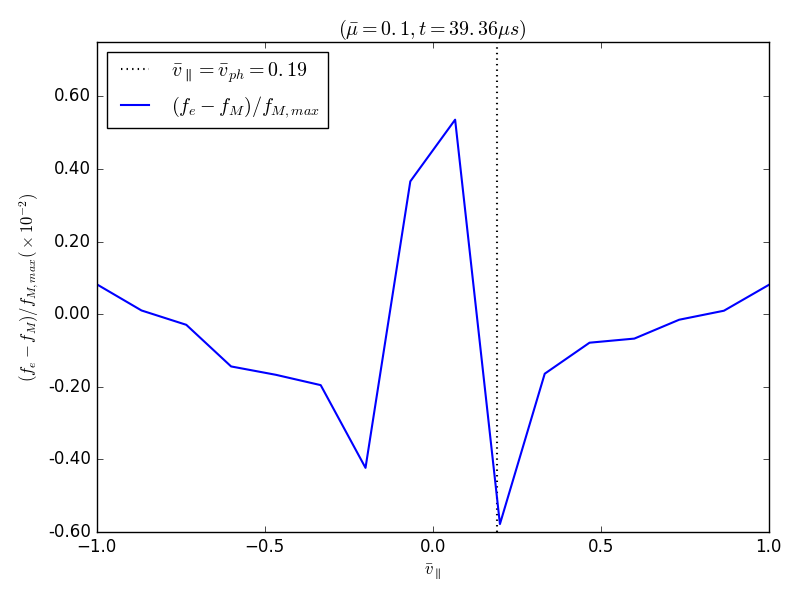 (μ̄ = 0.1, t = 39.36μs)
v̄∥ = v̄ph = 0.19
(fe − fM)/fM,max
0.60
0.40
0.20
0.00
-0.20
-0.40
-0.60
(fe − fM)/fM,max(×10−2)
−1.0 −0.5 0.0 0.5 1.0
v̄∥